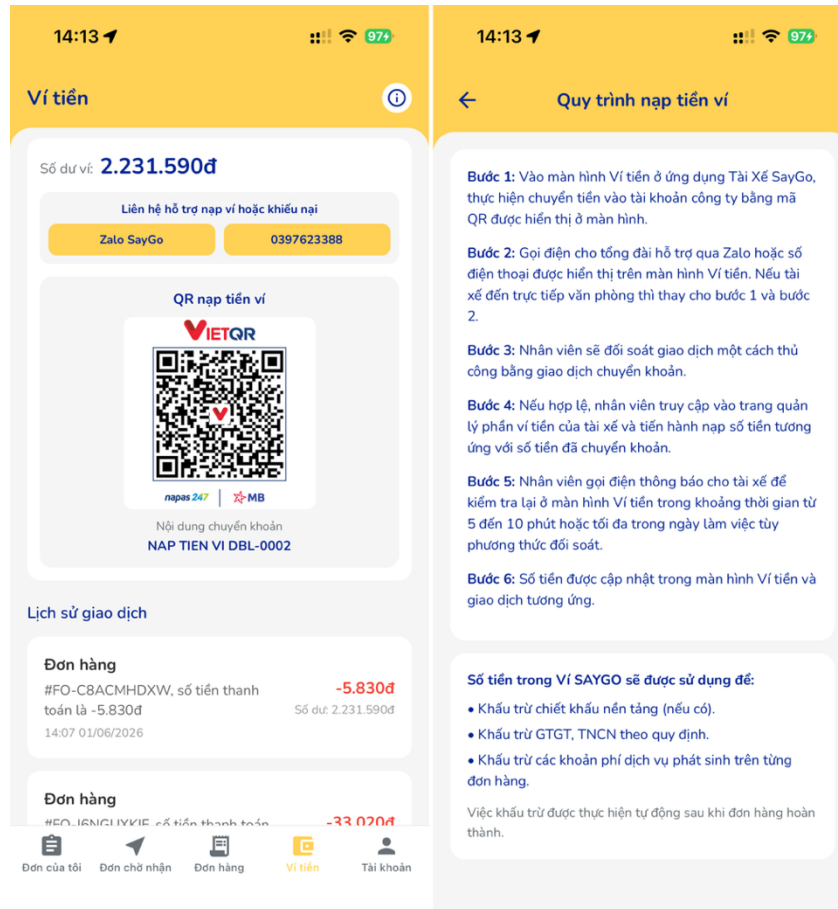 14:13
97
Ví tiền
Số dư ví: 2.231.590đ
Liên hệ hỗ trợ nạp ví hoặc khiếu nại
Zalo SayGo
0397623388
QR nạp tiền ví
VIETQR
napas 247
MB
Nội dung chuyển khoản
NAP TIEN VI DBL-0002
Lịch sử giao dịch
Đơn hàng
#FO-C8ACMHDXW, số tiền thanh
toán là -5.830đ
-5.830đ
Số dư: 2.231.590đ
14:07 01/06/2026
Đơn hàng
số tiền thanh toán
-33.020đ
Đơn của tôi
Đơn chờ nhận
Đơn hàng
Ví tiền
Tài khoản
14:13
97
Quy trình nạp tiền ví
Bước 1: Vào màn hình Ví tiền ở ứng dụng Tài Xế SayGo,
thực hiện chuyển tiền vào tài khoản công ty bằng mã
QR được hiển thị ở màn hình.
Bước 2: Gọi điện cho tổng đài hỗ trợ qua Zalo hoặc số
điện thoại được hiển thị trên màn hình Ví tiền. Nếu tài
xế đến trực tiếp văn phòng thì thay cho bước 1 và bước
2.
Bước 3: Nhân viên sẽ đối soát giao dịch một cách thủ
công bằng giao dịch chuyển khoản.
Bước 4: Nếu hợp lệ, nhân viên truy cập vào trang quản
lý phần ví tiền của tài xế và tiến hành nạp số tiền tương
ứng với số tiền đã chuyển khoản.
Bước 5: Nhân viên gọi điện thông báo cho tài xế để
kiểm tra lại ở màn hình Ví tiền trong khoảng thời gian từ
5 đến 10 phút hoặc tối đa trong ngày làm việc tùy
phương thức đối soát.
Bước 6: Số tiền được cập nhật trong màn hình Ví tiền và
giao dịch tương ứng.
Số tiền trong Ví SAYGO sẽ được sử dụng để:
• Khấu trừ chiết khấu nền tảng (nếu có).
• Khấu trừ GTGT, TNCN theo quy định.
• Khấu trừ các khoản phí dịch vụ phát sinh trên từng
đơn hàng.
Việc khấu trừ được thực hiện tự động sau khi đơn hàng hoàn
thành.